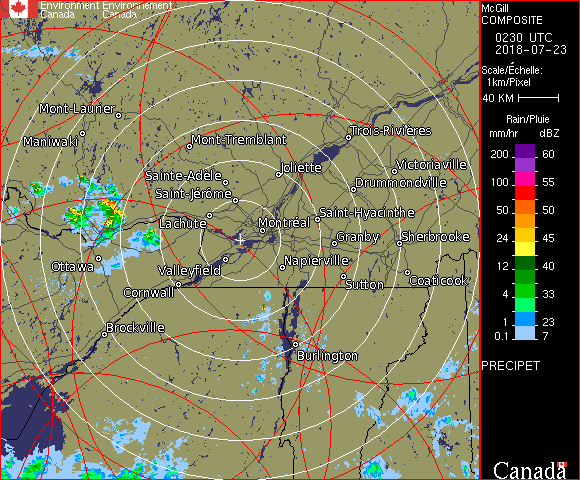 Environment Environnement
Canada Canada
McGill
COMPOSITE
0230 UTC
2018-07-23
Scale/Échelle:
1km/Pixel
40 KM
Rain/Pluie
mm/hr dBZ
200 60
150 57
100 55
50 50
24 45
12 40
4 33
1 23
0.1 7
PRECIPET
Canada
Mont-Laurier
Maniwaki
Mont-Tremblant
Trois-Rivières
Sainte-Adèle
Joliette
Victoriaville
Saint-Jérôme
Drummondville
Lachute
Montréal
Saint-Hyacinthe
Granby
Sherbrooke
Ottawa
Valleyfield
Napierville
Cornwall
Sutton
Coaticook
Brockville
Burlington